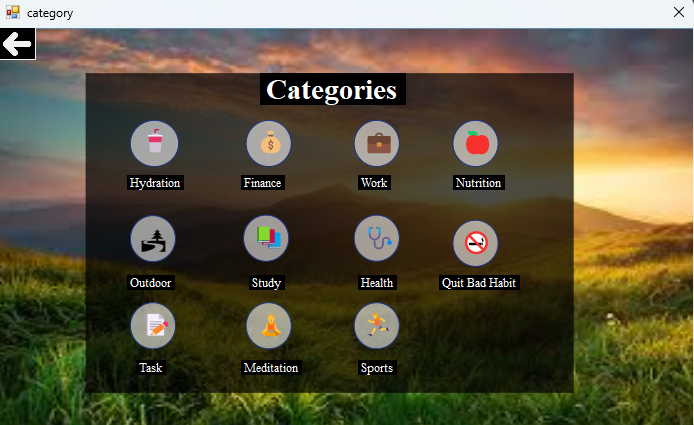 category
Categories
Hydration Finance Work Nutrition
Outdoor Study Health Quit Bad Habit
Task Meditation Sports